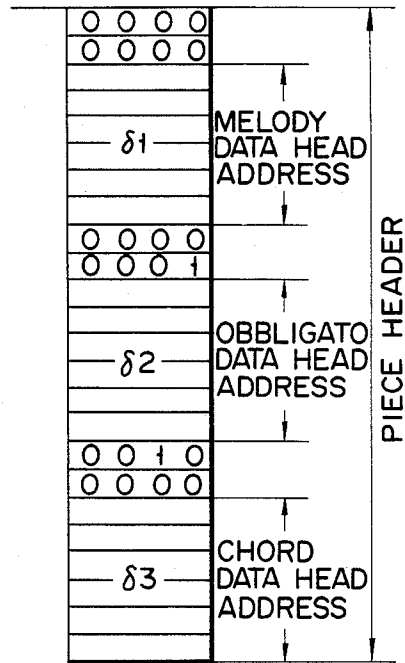 0 0 0 0
0 0 0 0
δ1
MELODY
DATA HEAD
ADDRESS
0 0 0 0
0 0 0 1
δ2
OBBLIGATO
DATA HEAD
ADDRESS
0 0 1 0
0 0 0 0
δ3
CHORD
DATA HEAD
ADDRESS
PIECE HEADER